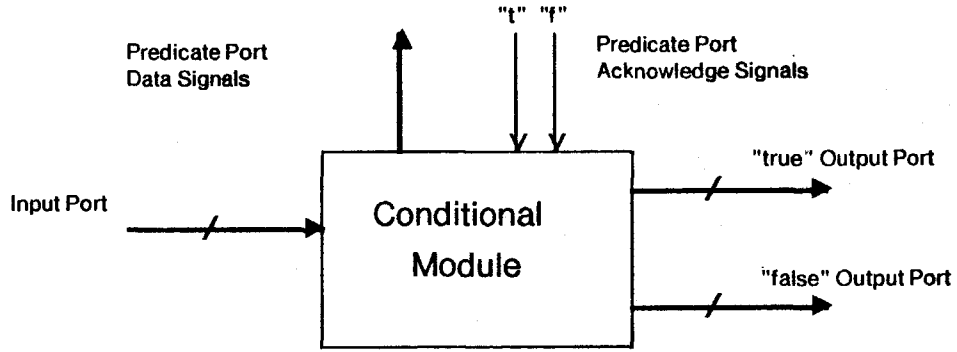 "t" "f"
Predicate Port
Data Signals
Predicate Port
Acknowledge Signals
"true" Output Port
Input Port
Conditional
Module
"false" Output Port